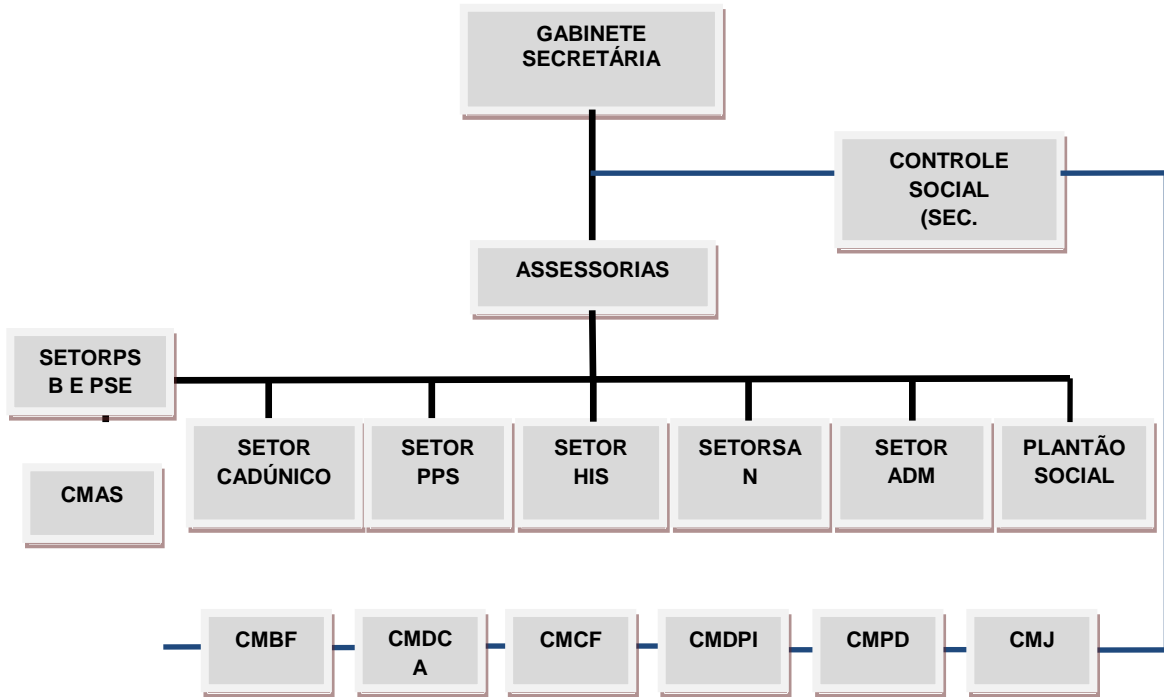 GABINETE
SECRETÁRIA
CONTROLE
SOCIAL
(SEC.
ASSESSORIAS
SETORPS
B E PSE
SETOR
CADÚNICO
SETOR
PPS
SETOR
HIS
SETORSA
N
SETOR
ADM
PLANTÃO
SOCIAL
CMAS
CMBF
CMDC
A
CMCF
CMDPI
CMPD
CMJ